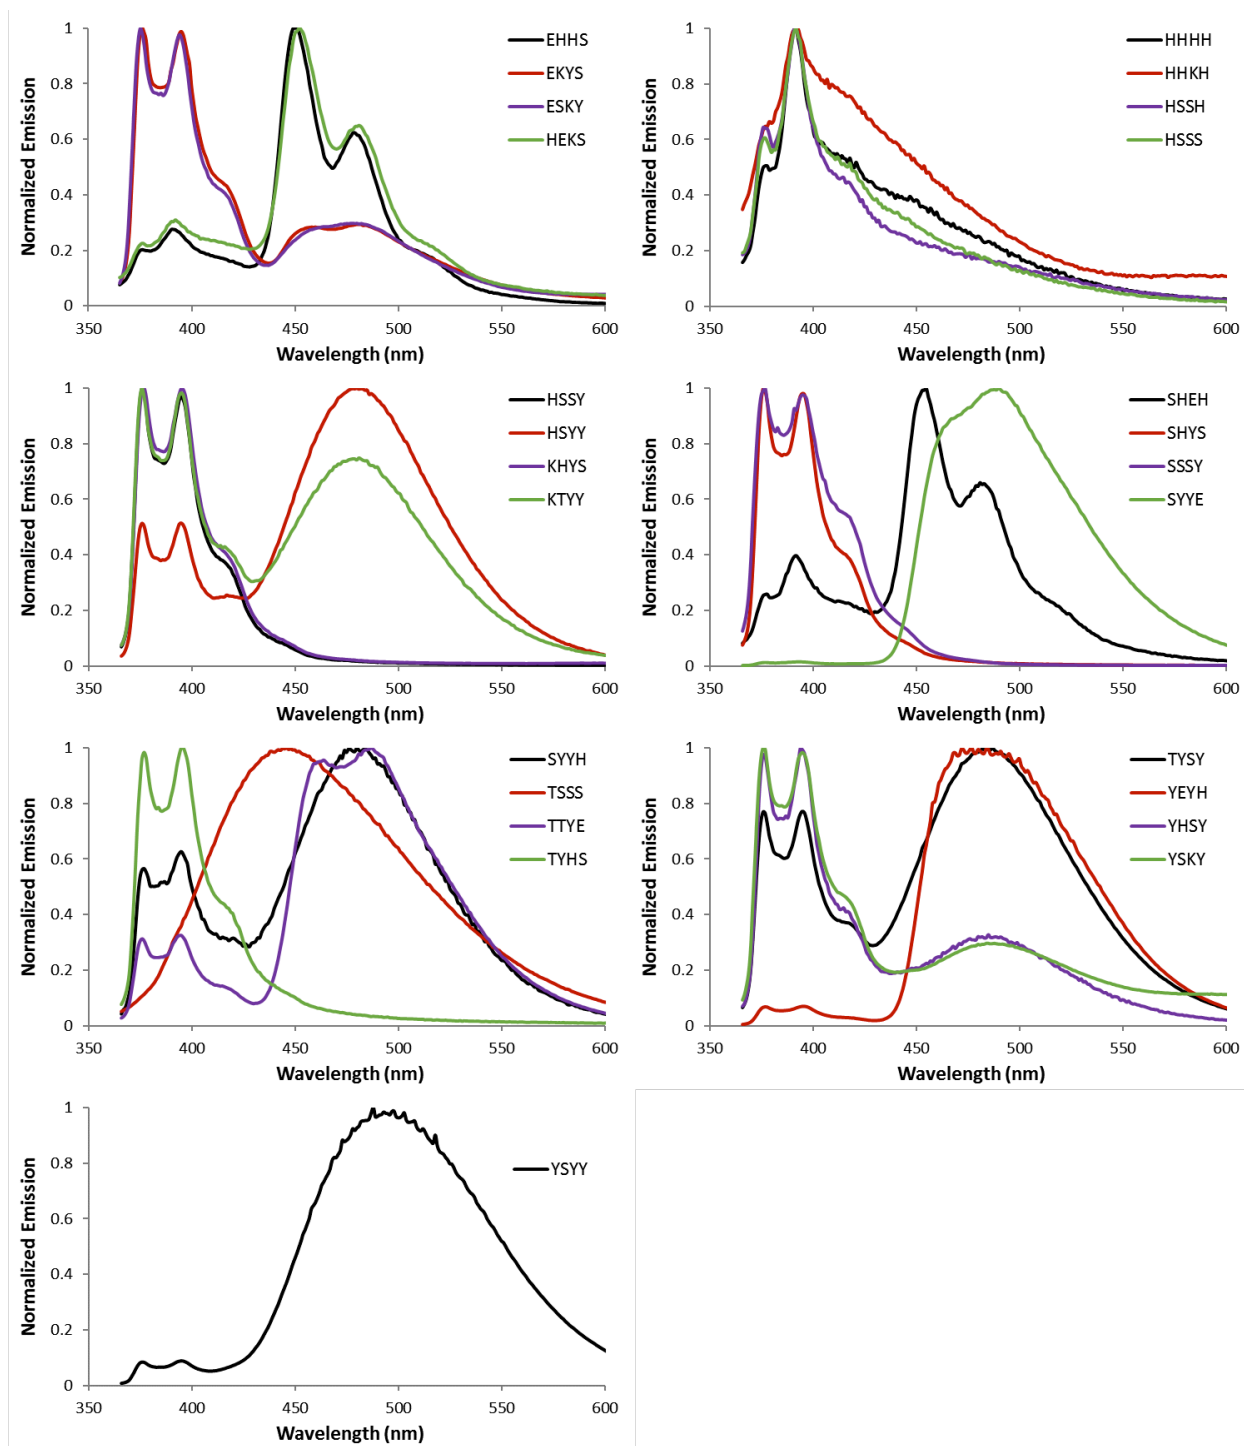 Normalized Emission
1
0.8
0.6
0.4
0.2
0
350 400 450 500 550 600
Wavelength (nm)
EHHS
EKYS
ESKY
HEKS
Normalized Emission
1
0.8
0.6
0.4
0.2
0
350 400 450 500 550 600
Wavelength (nm)
HHHH
HHKH
HSSH
HSSS
Normalized Emission
1
0.8
0.6
0.4
0.2
0
350 400 450 500 550 600
Wavelength (nm)
HSSY
HSYY
KHYS
KTYY
Normalized Emission
1
0.8
0.6
0.4
0.2
0
350 400 450 500 550 600
Wavelength (nm)
SHEH
SHYS
SSSY
SYYE
Normalized Emission
1
0.8
0.6
0.4
0.2
0
350 400 450 500 550 600
Wavelength (nm)
SYYH
TSSS
TTYE
TYHS
Normalized Emission
1
0.8
0.6
0.4
0.2
0
350 400 450 500 550 600
Wavelength (nm)
TYSY
YEYH
YHSY
YSKY
Normalized Emission
1
0.8
0.6
0.4
0.2
0
350 400 450 500 550 600
Wavelength (nm)
YSYY